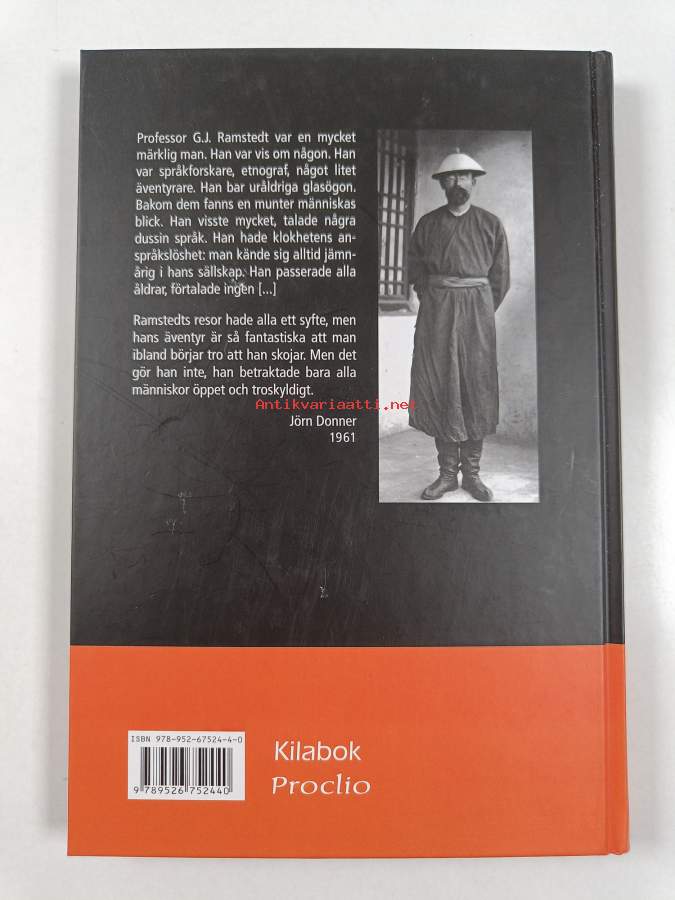 Professor G.J. Ramstedt var en mycket
märklig man. Han var vis om någon. Han
var språkforskare, etnograf, något litet
äventyrare. Han bar uråldriga glasögon.
Bakom dem fanns en munter människas
blick. Han visste mycket, talade några
dussin språk. Han hade klokhetens an-
språkslöshet: man kände sig alltid jämn-
årig i hans sällskap. Han passerade alla
åldrar, förtalade ingen [...]
Ramstedts resor hade alla ett syfte, men
hans äventyr är så fantastiska att man
ibland börjar tro att han skojar. Men det
gör han inte, han betraktade bara alla
människor öppet och troskyldigt.
Antikvariaatti.net
Jörn Donner
1961
ISBN 978-952-67524-4-0
9 789526 752440
Kilabok
Proclio